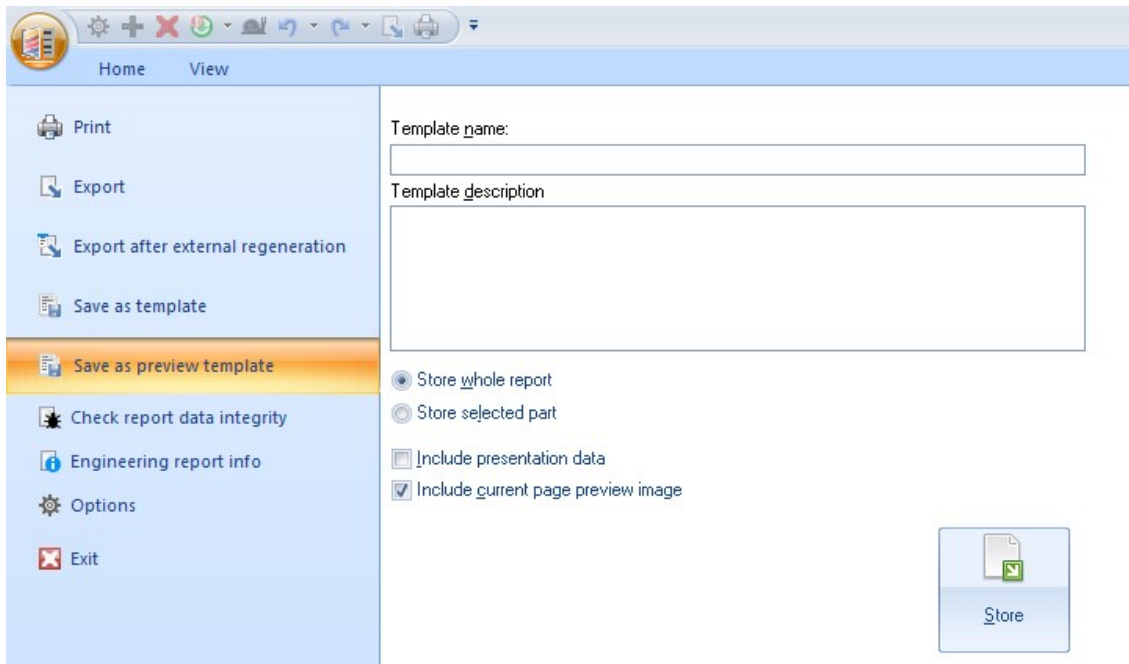 Home View
Print
Export
Export after external regeneration
Save as template
Save as preview template
Check report data integrity
Engineering report info
Options
Exit
Template name:
Template description
Store whole report
Store selected part
Include presentation data
Include current page preview image
Store